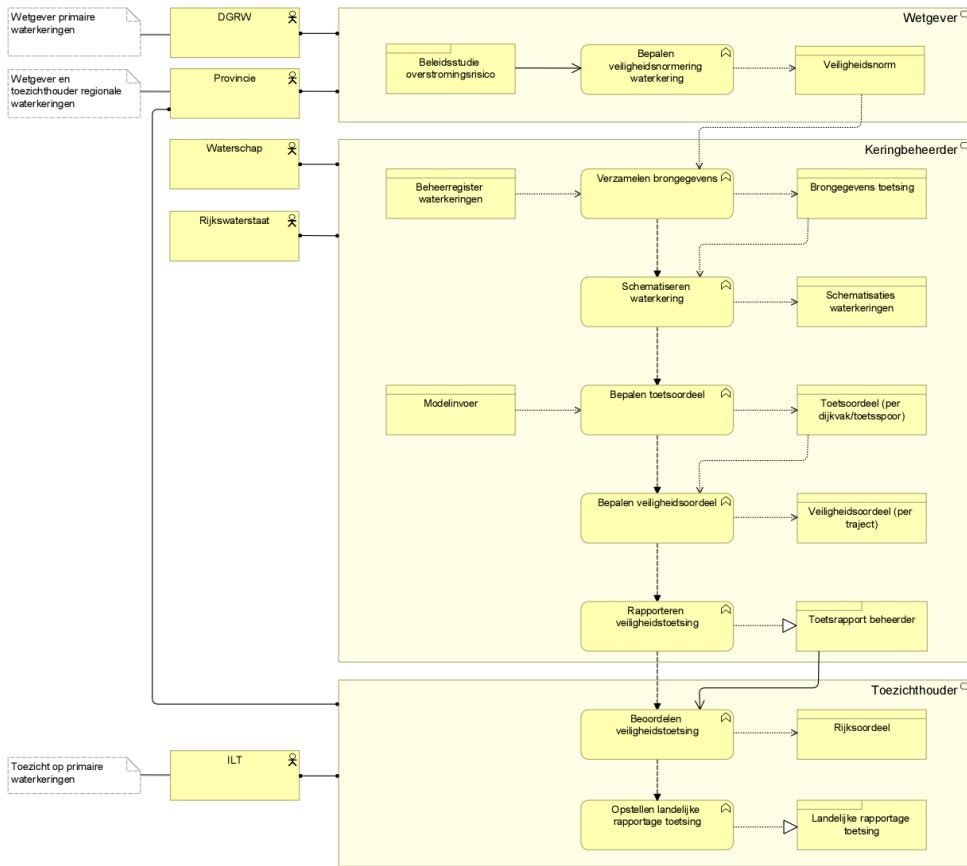 Wetgever primaire
waterkeringen
DGRW
Wetgever
Beleidsstudie
overstromingsrisico
Bepalen
veiligheidsnormering
waterkering
Veiligheidsnorm
Wetgever en
toezichthouder regionale
waterkeringen
Provincie
Waterschap
Keringbeheerder
Beheerregister
waterkeringen
Verzamelen brongegevens
Brongegevens toetsing
Rijkswaterstaat
Schematiseren
waterkering
Schematisaties
waterkeringen
Modelinvoer
Bepalen toetsoordeel
Toetsoordeel (per
dijkvak/toetsspoor)
Bepalen veiligheidsoordeel
Veiligheidsoordeel (per
traject)
Rapporteren
veiligheidstoetsing
Toetsrapport beheerder
Toezichthouder
Beoordelen
veiligheidstoetsing
Rijksoordeel
Toezicht op primaire
waterkeringen
ILT
Opstellen landelijke
rapportage toetsing
Landelijke rapportage
toetsing